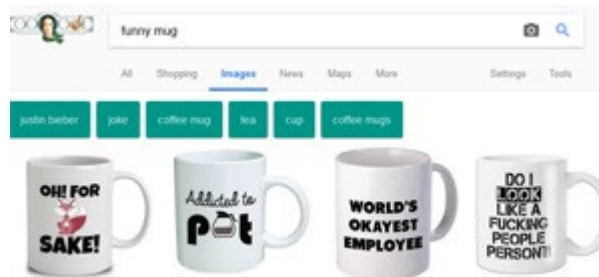 funny mug
All Shopping Images News Maps More Settings Tools
justin bieber joke coffee mug tea cup coffee mugs
OH! FOR
SAKE!
Addicted to
Pot
WORLD'S
OKAYEST
EMPLOYEE
DO I
LOOK
LIKE A
FUCKING
PEOPLE
PERSON?!